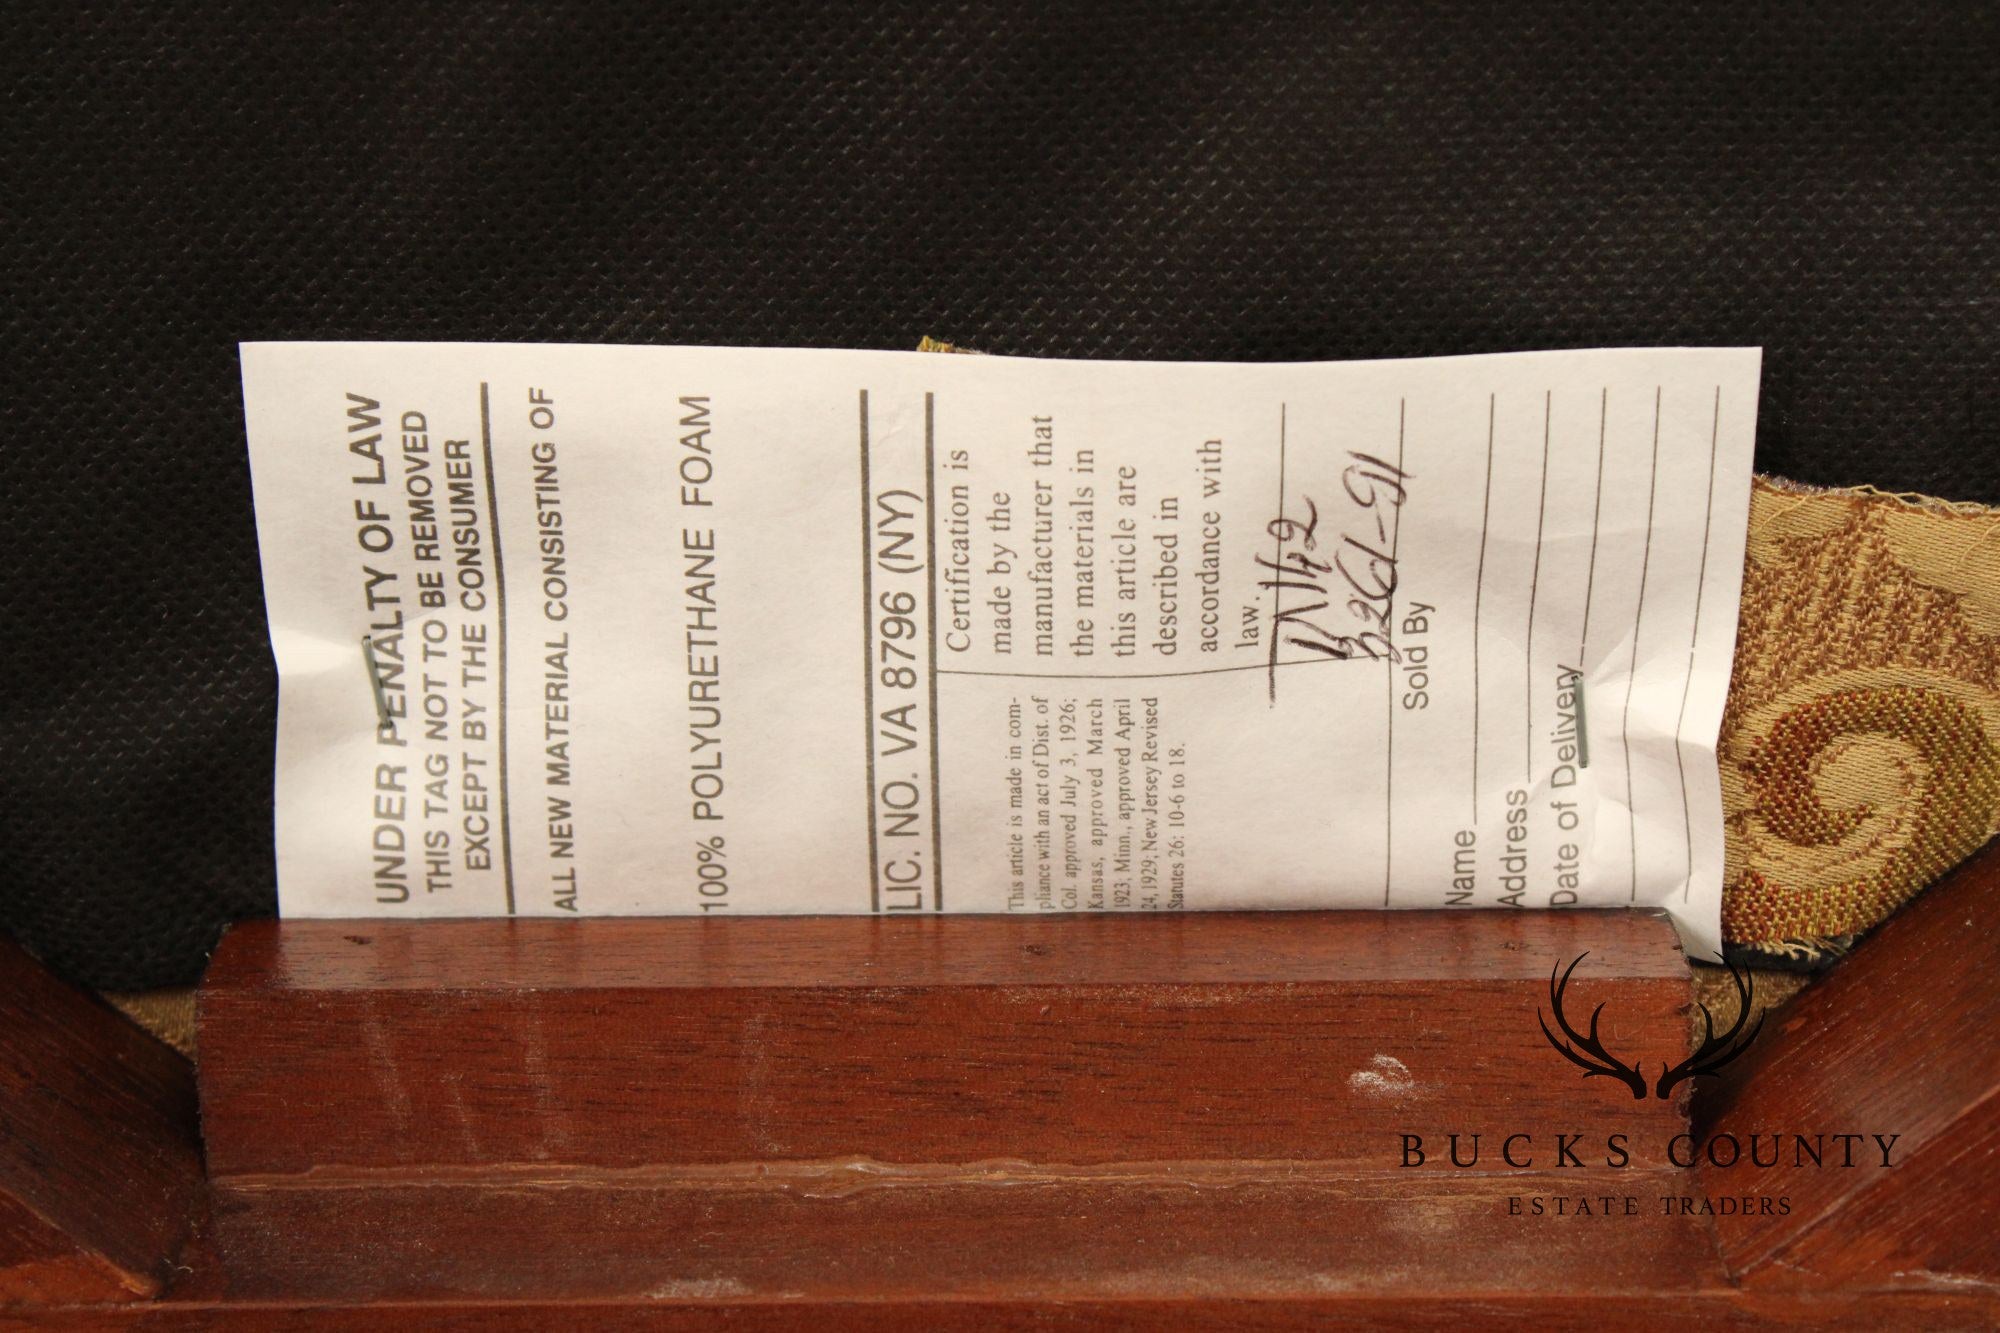 UNDER PENALTY OF LAW
THIS TAG NOT TO BE REMOVED
EXCEPT BY THE CONSUMER
ALL NEW MATERIAL CONSISTING OF
100% POLYURETHANE FOAM
LIC. NO. VA 8796 (NY)
This article is made in com-
pliance with an act of Dist. of
Col. approved July 3, 1926;
Kansas, approved March
1923; Minn., approved April
24, 1929; New Jersey Revised
Statutes 26: 10-6 to 18.
Certification is
made by the
manufacturer that
the materials in
this article are
described in
accordance with
law.
Sold By
Name
Address
Date of Delivery
BUCKS COUNTY
ESTATE TRADERS